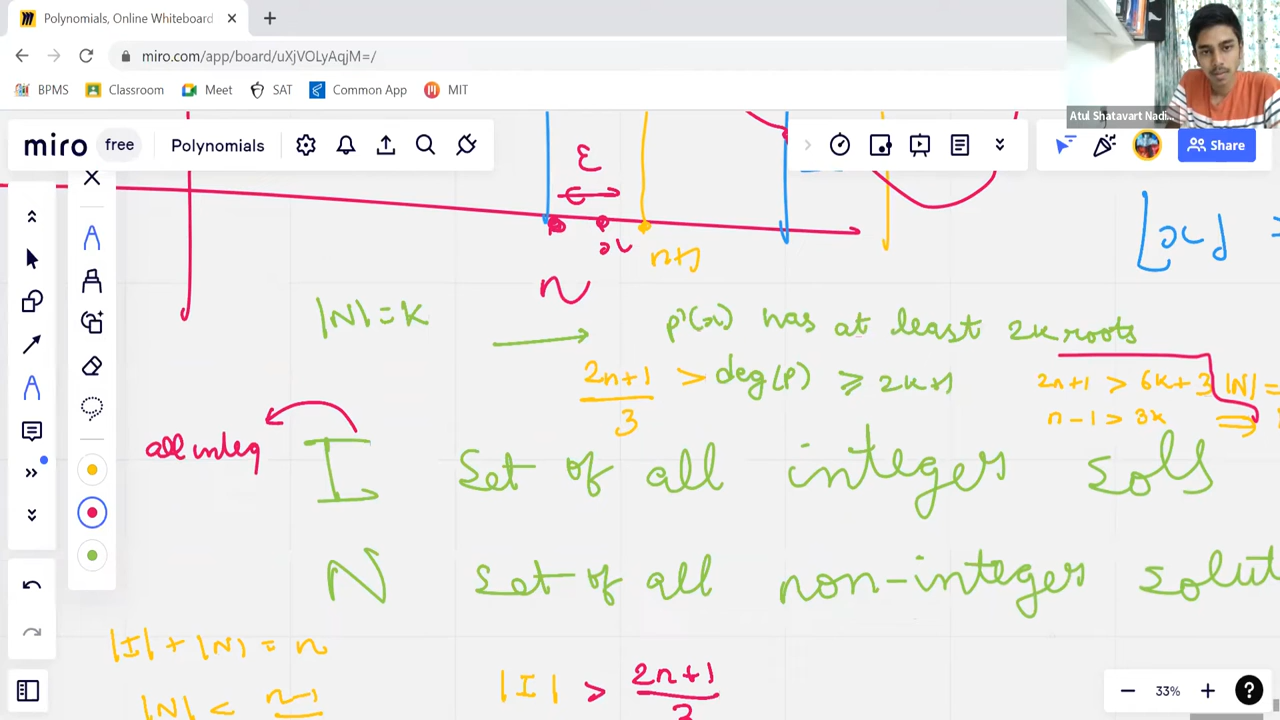 Polynomials, Online Whiteboard
miro.com/app/board/uXjVOLyAqjM=/
BPMS Classroom Meet SAT Common App MIT
Atul Shatavart Nadi...
miro free Polynomials
Share
ε
x
n+1
n
⌊x⌋ =
|N|=k → p'(x) has at least 2k roots
2n+1/3 > deg(p) ⩾ 2k+1
2n+1 > 6k+3 |N|=
n-1 > 3k ⇒
all integ
I Set of all integers sols
N Set of all non-integer solut
|I| + |N| = n
|N| < n-1
|I| > 2n+1/3
33%